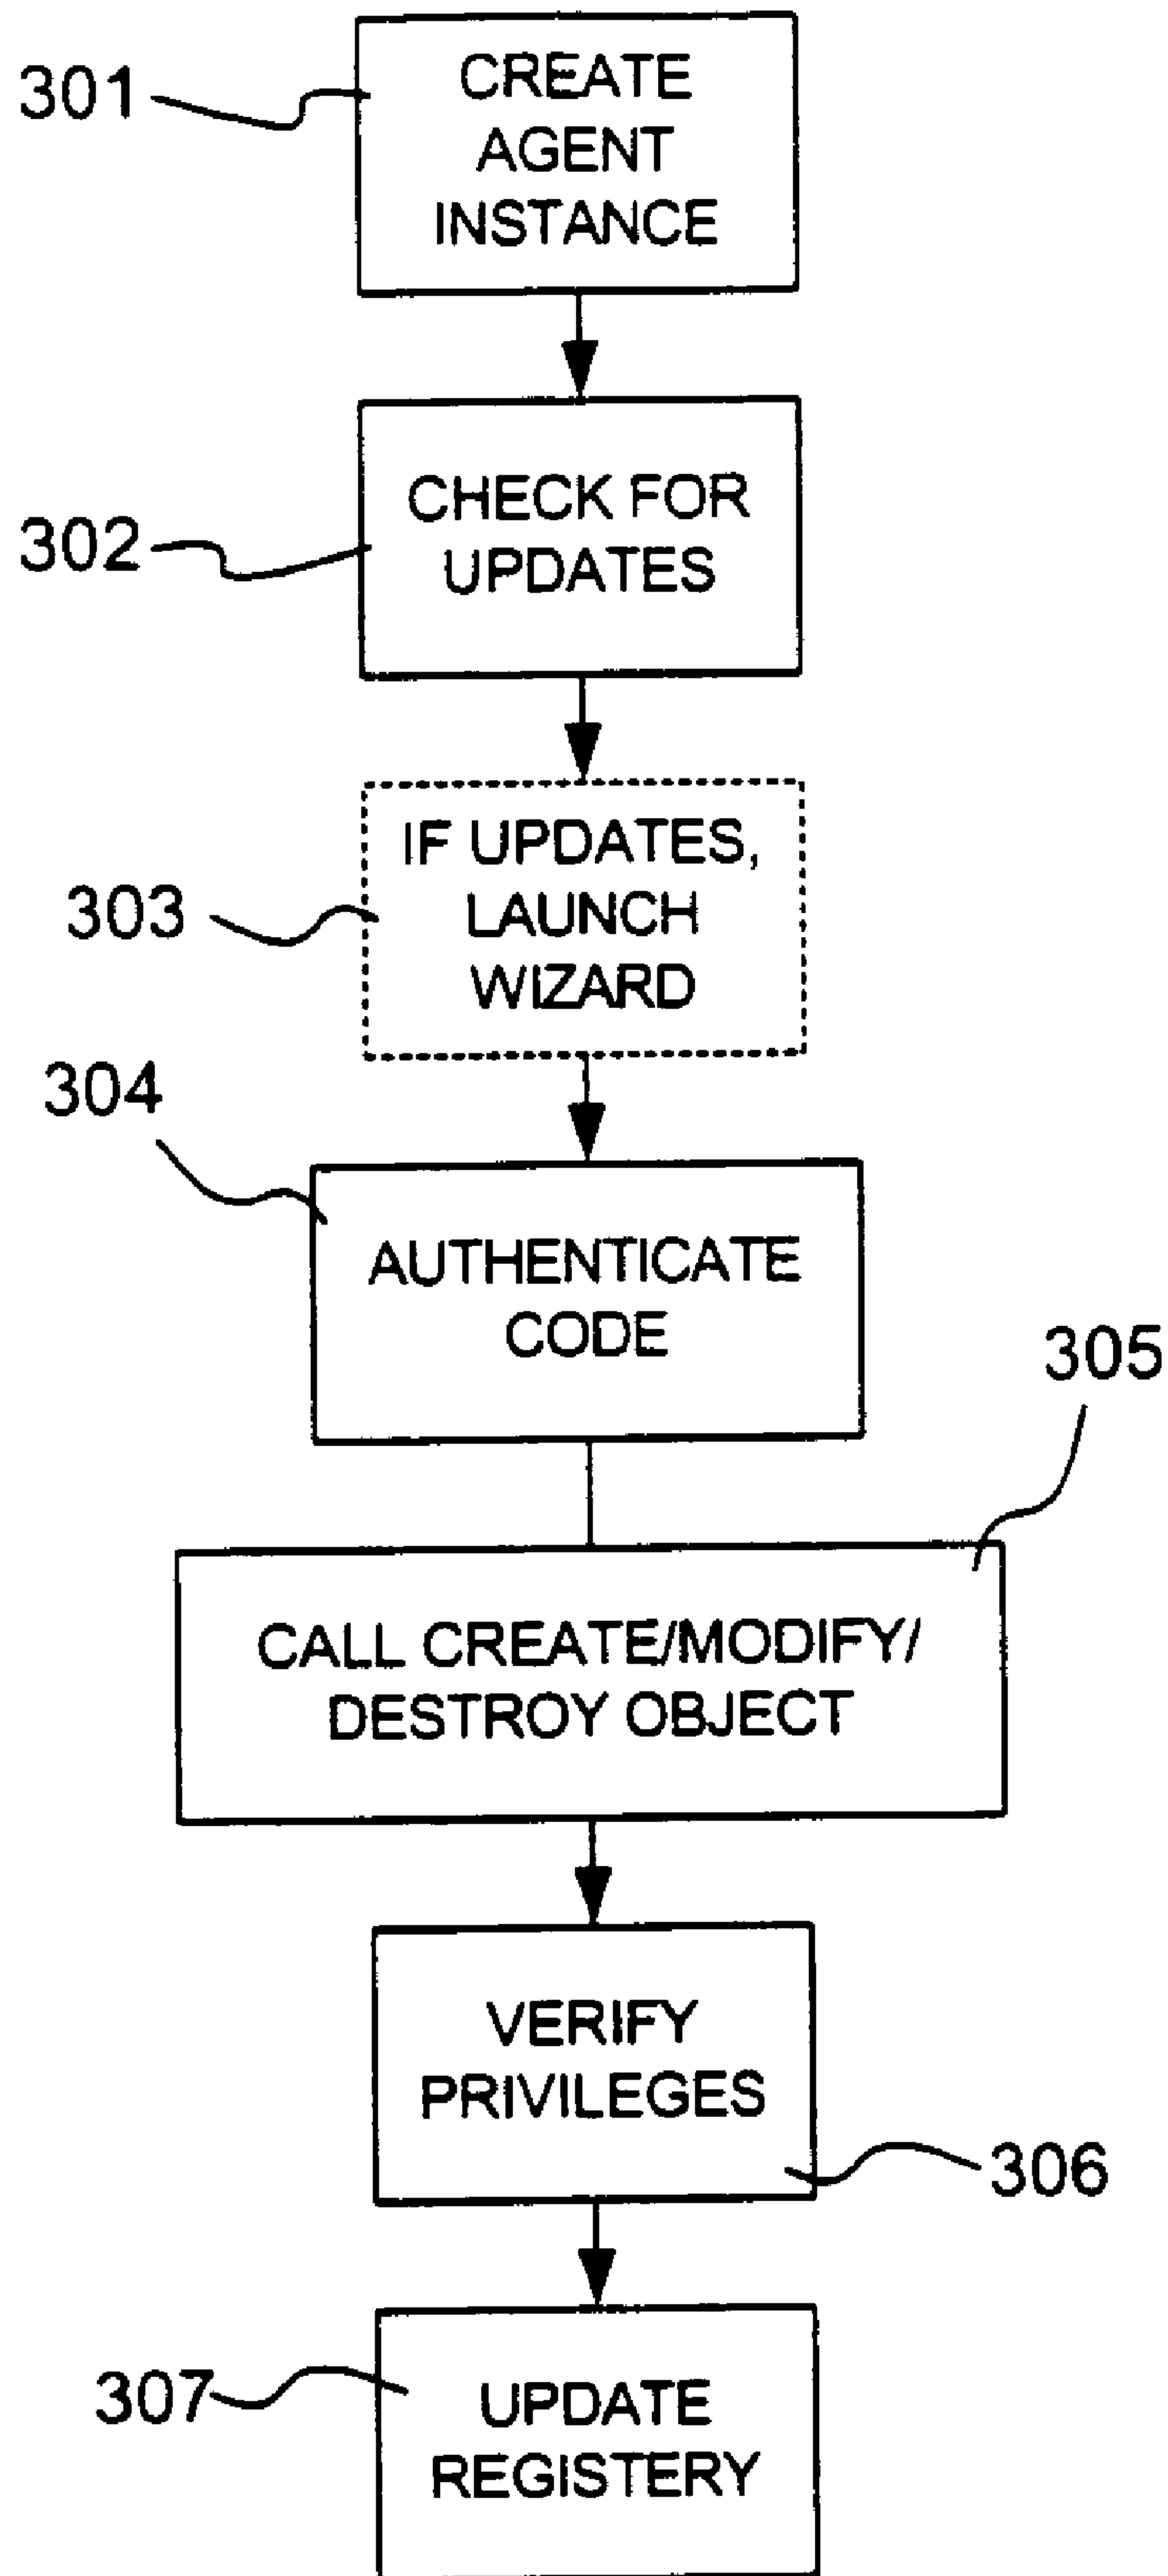 301
CREATE
AGENT
INSTANCE
302
CHECK FOR
UPDATES
303
IF UPDATES,
LAUNCH
WIZARD
304
AUTHENTICATE
CODE
305
CALL CREATE/MODIFY/
DESTROY OBJECT
VERIFY
PRIVILEGES
306
307
UPDATE
REGISTERY